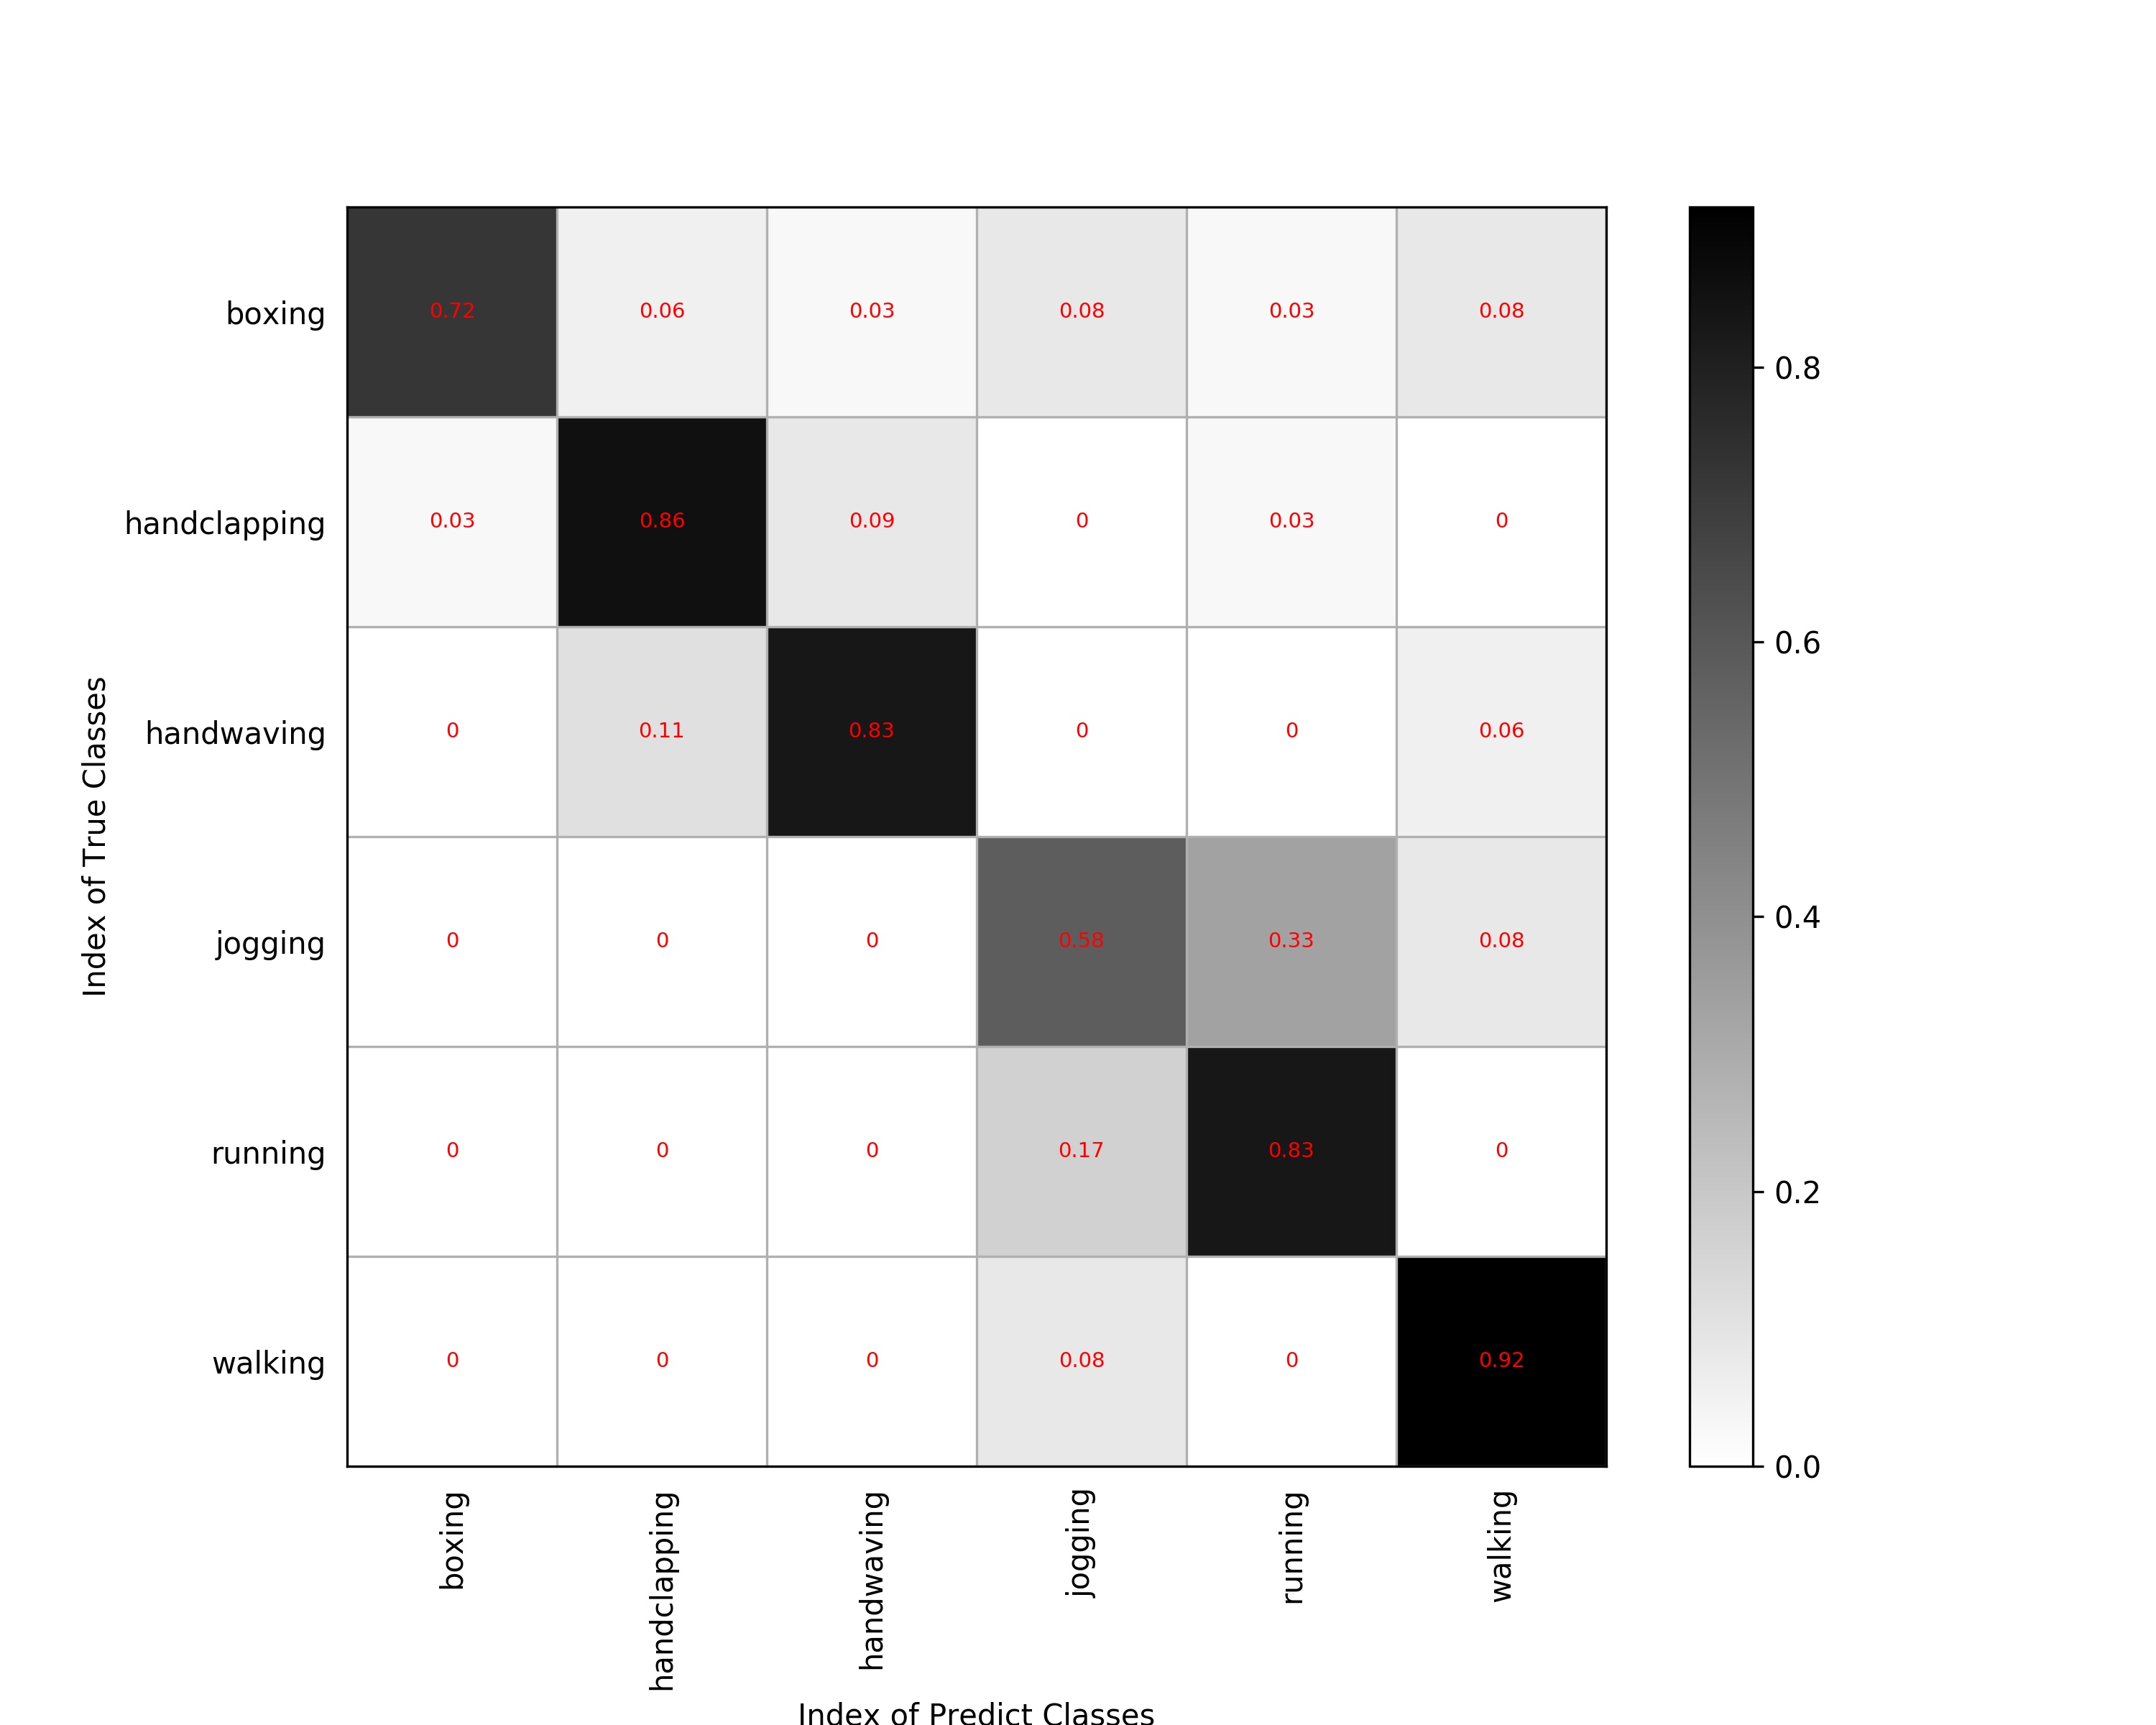 boxing 0.72 0.06 0.03 0.08 0.03 0.08
handclapping 0.03 0.86 0.09 0 0.03 0
handwaving 0 0.11 0.83 0 0 0.06
jogging 0 0 0 0.58 0.33 0.08
running 0 0 0 0.17 0.83 0
walking 0 0 0 0.08 0 0.92
Index of True Classes
boxing
handclapping
handwaving
jogging
running
walking
Index of Predict Classes
0.8
0.6
0.4
0.2
0.0